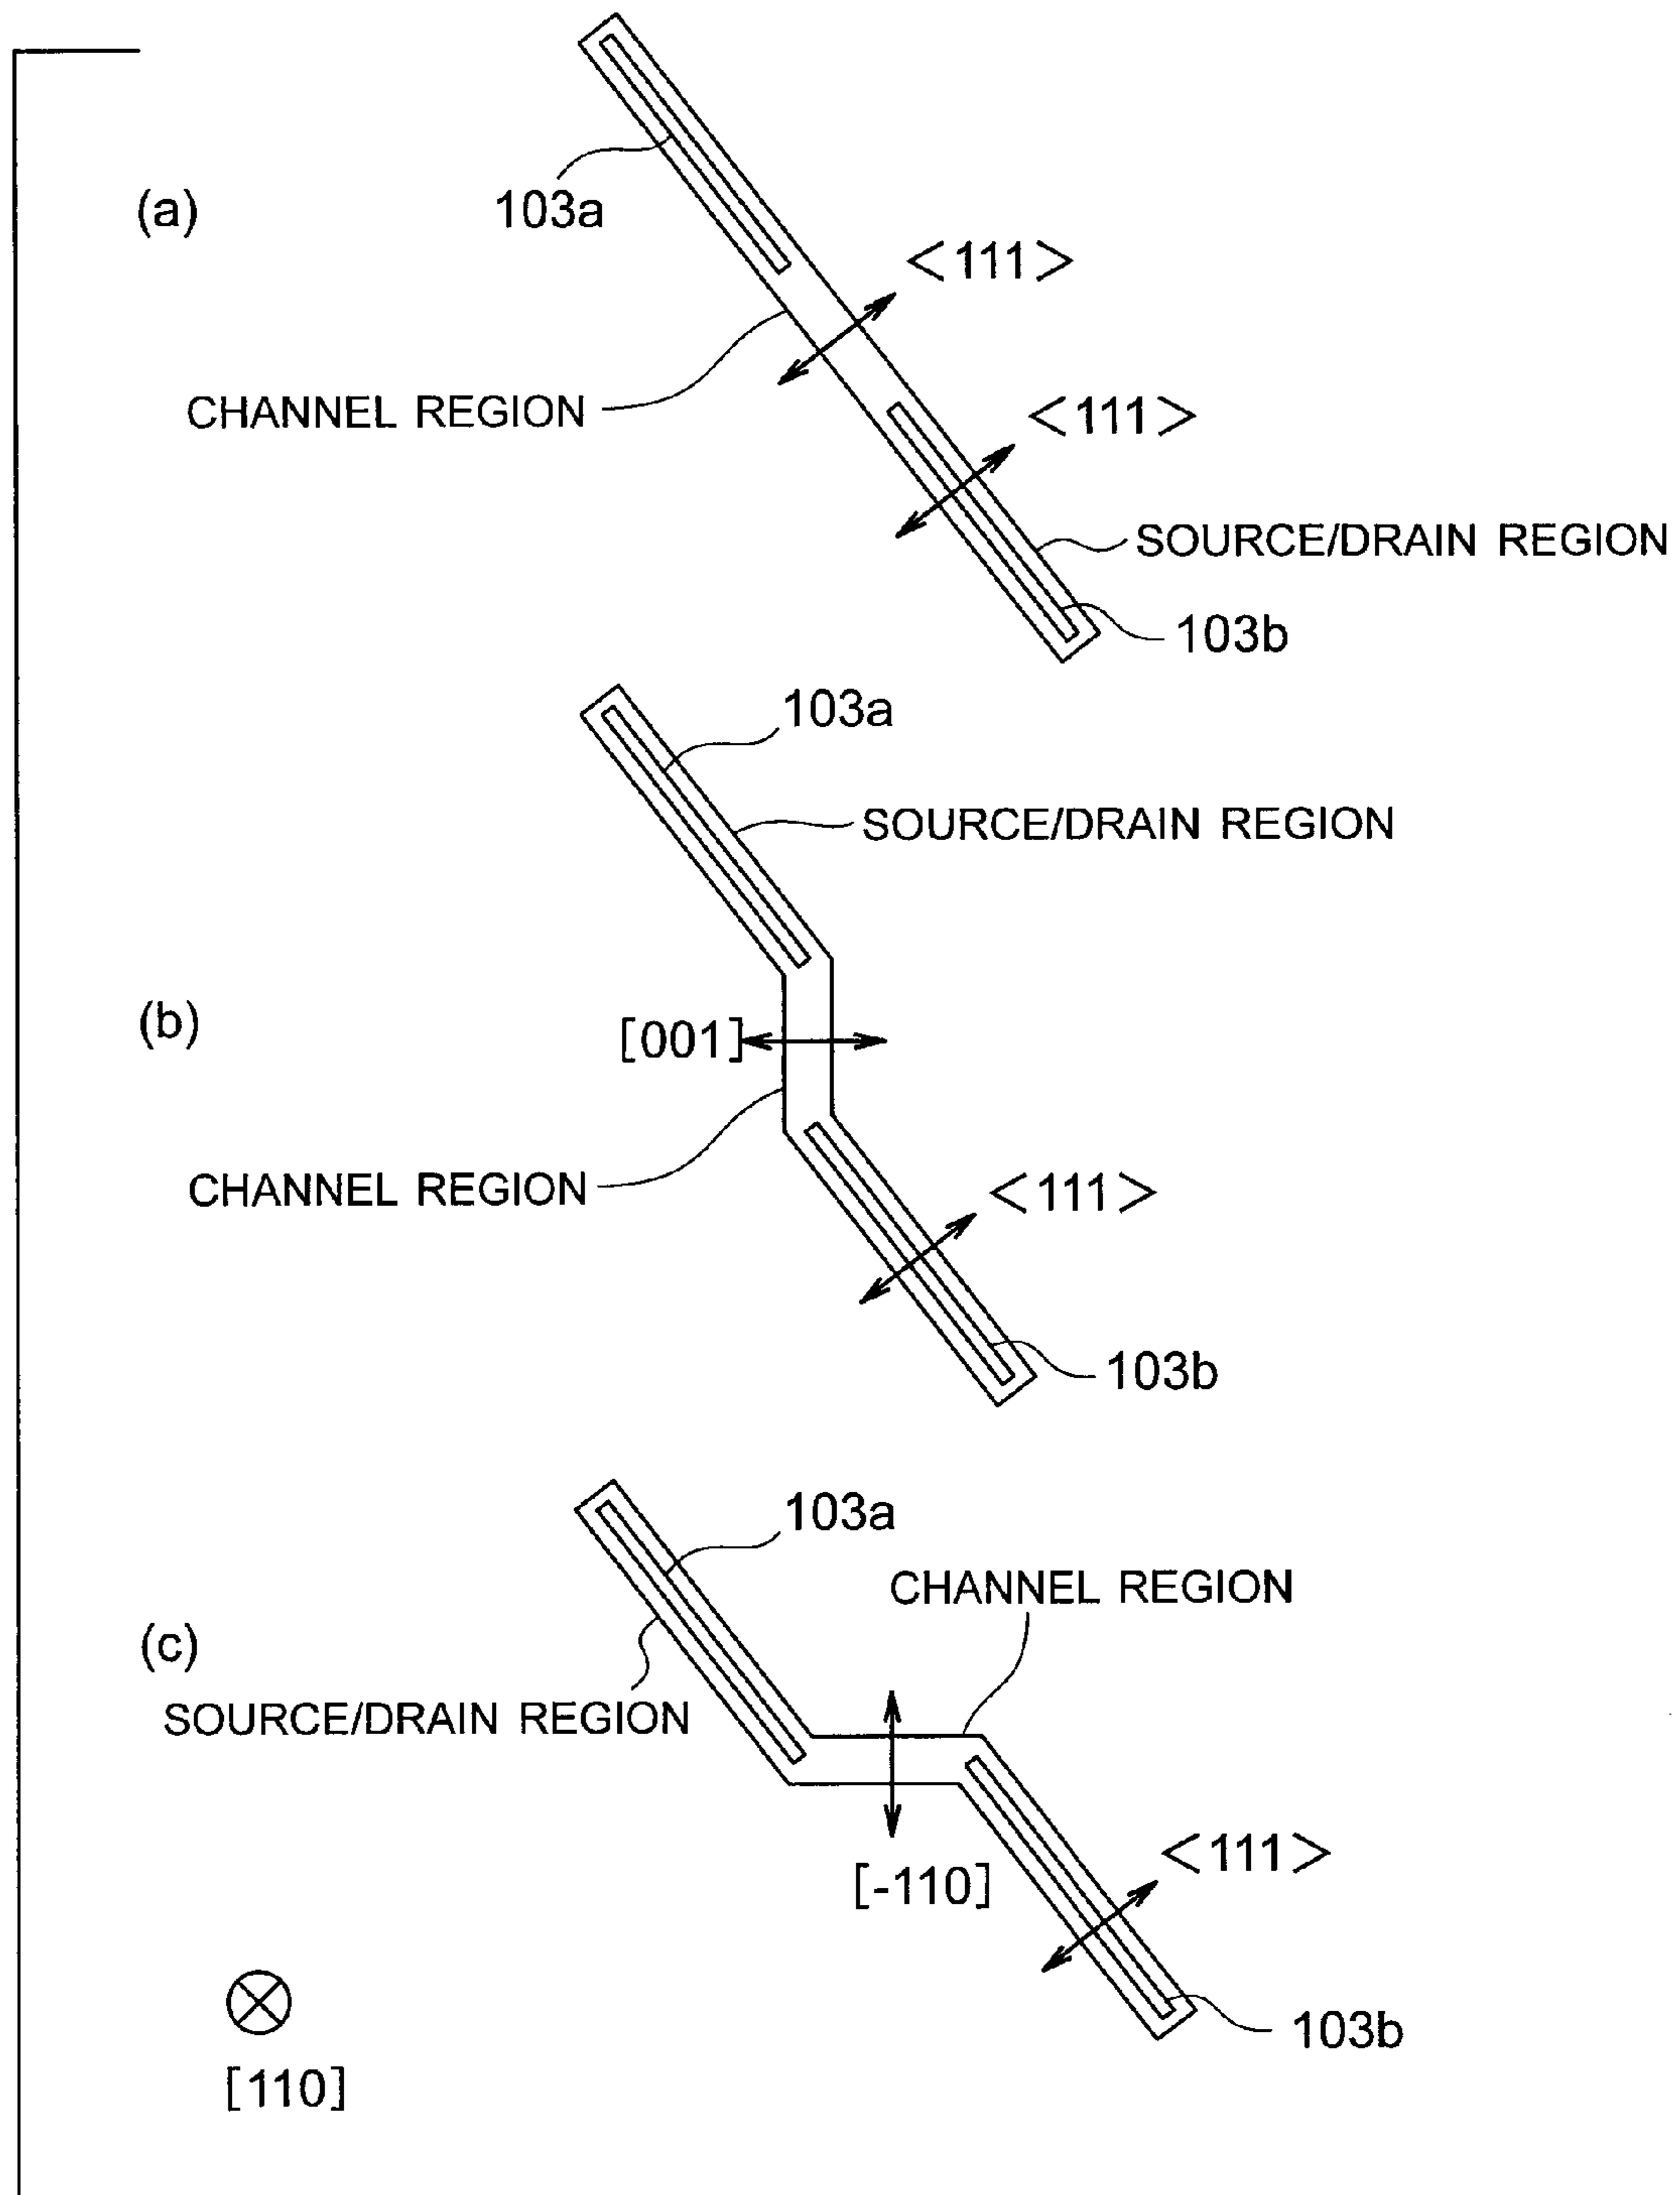 (a)
103a
<111>
CHANNEL REGION
<111>
SOURCE/DRAIN REGION
103b
103a
SOURCE/DRAIN REGION
(b)
[001]
CHANNEL REGION
<111>
103b
103a
CHANNEL REGION
(c)
SOURCE/DRAIN REGION
[-110]
<111>
103b
[110]